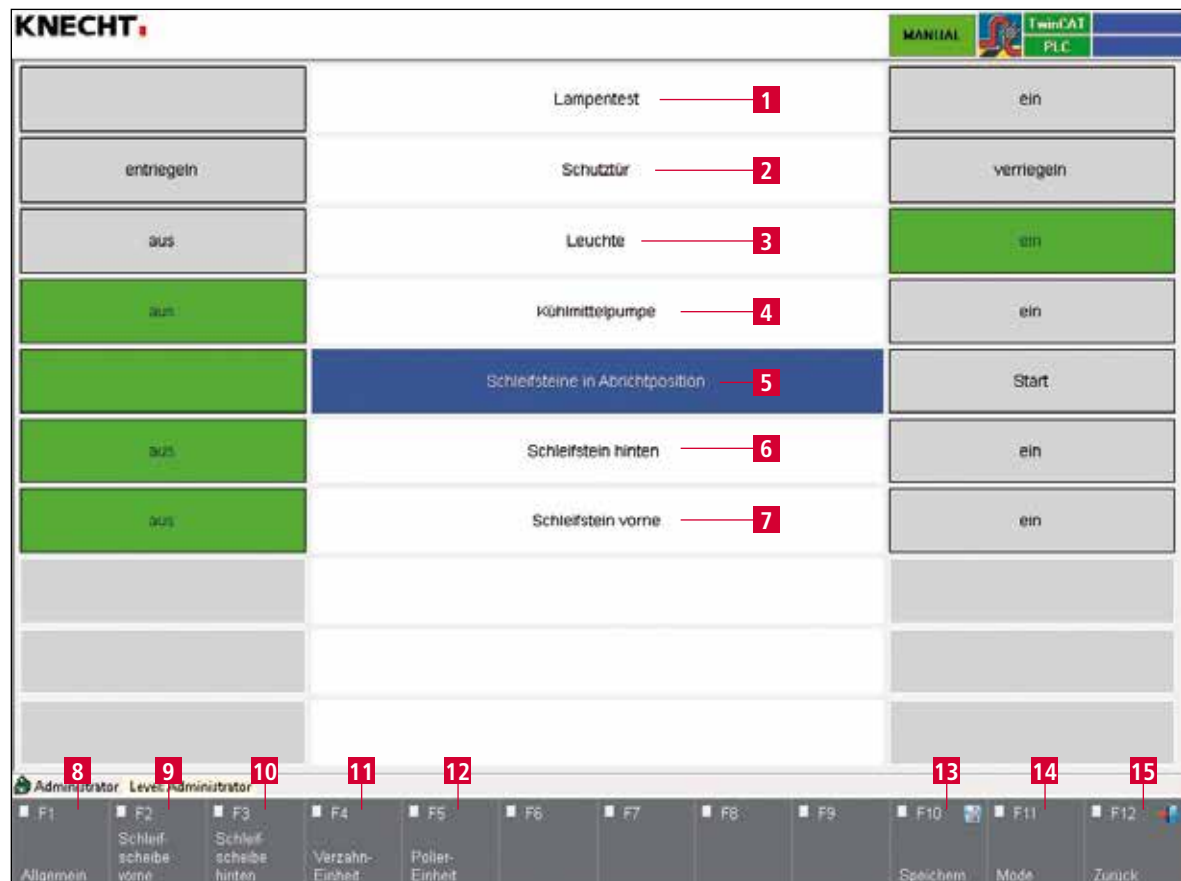 KNECHT
MANUAL
TwinCAT
PLC
Lampentest 1 ein
entriegeln Schutztür 2 verriegeln
aus Leuchte 3 ein
aus Kühlmittelpumpe 4 ein
Schleifsteine in Abrichtposition 5 Start
aus Schleifstein hinten 6 ein
aus Schleifstein vorne 7 ein
8 9 10 11 12 13 14 15
Administrator Level: Administrator
F1 F2 F3 F4 F5 F6 F7 F8 F9 F10 F11 F12
Allgemein
Schleif-
scheibe
vorne
Schleif-
scheibe
hinten
Verzahn-
Einheit
Polier-
Einheit
Speichern
Mode
Zurück